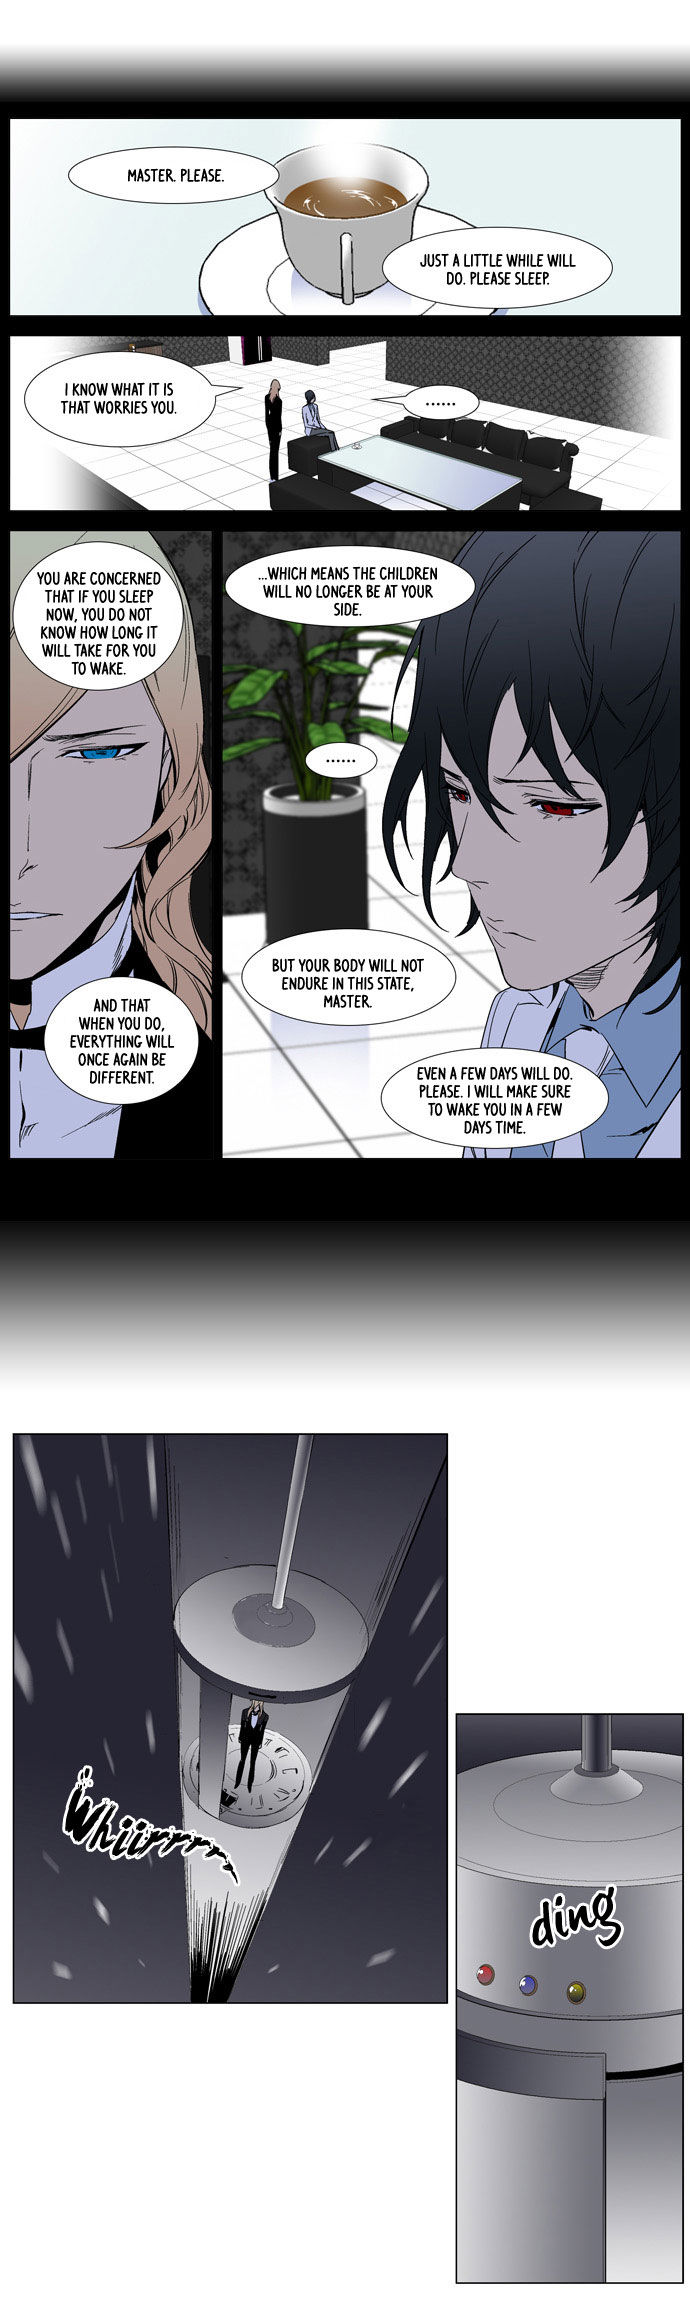 MASTER. PLEASE.
JUST A LITTLE WHILE WILL
DO. PLEASE SLEEP.
I KNOW WHAT IT IS
THAT WORRIES YOU.
......
YOU ARE CONCERNED
THAT IF YOU SLEEP
NOW, YOU DO NOT
KNOW HOW LONG IT
WILL TAKE FOR YOU
TO WAKE.
AND THAT
WHEN YOU DO,
EVERYTHING WILL
ONCE AGAIN BE
DIFFERENT.
...WHICH MEANS THE CHILDREN
WILL NO LONGER BE AT YOUR
SIDE.
......
BUT YOUR BODY WILL NOT
ENDURE IN THIS STATE,
MASTER.
EVEN A FEW DAYS WILL DO.
PLEASE. I WILL MAKE SURE
TO WAKE YOU IN A FEW
DAYS TIME.
Whiirrrr..
ding